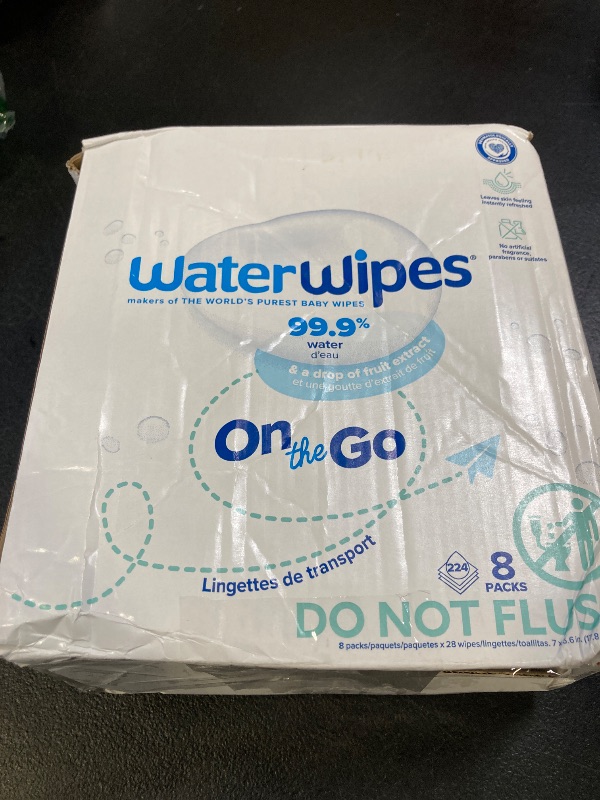 Leaves skin feeling
instantly refreshed
No artificial
fragrance,
parabens or sulfates
WaterWipes®
makers of THE WORLD'S PUREST BABY WIPES
99.9%
water
d'eau
& a drop of fruit extract
et une goutte d'extrait de fruit
On the Go
Lingettes de transport
224
8
PACKS
DO NOT FLUS
8 packs/paquets/paquetes x 28 wipes/lingettes/toallitas. 7 x